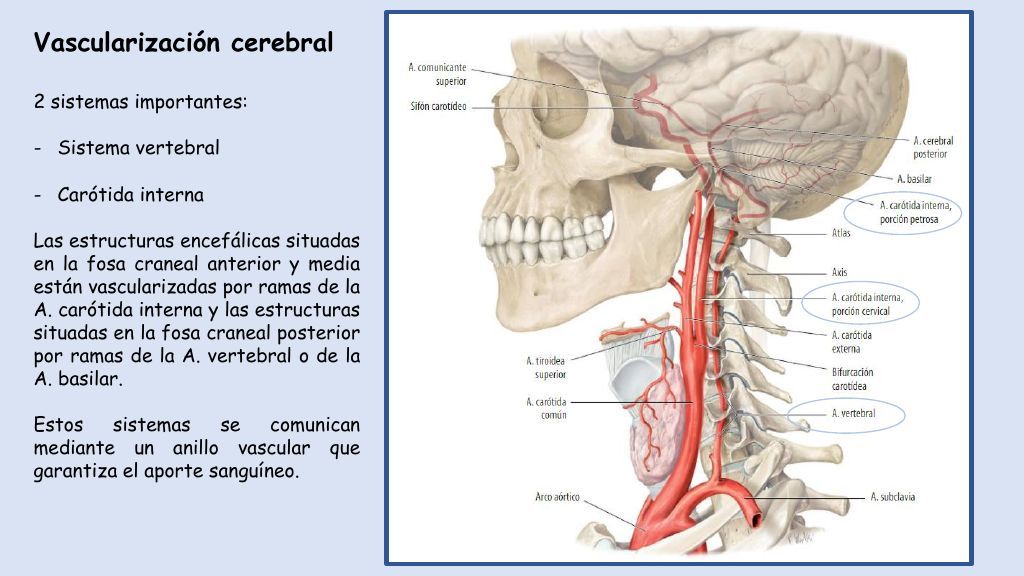 Vascularización cerebral
2 sistemas importantes:
- Sistema vertebral
- Carótida interna
Las estructuras encefálicas situadas
en la fosa craneal anterior y media
están vascularizadas por ramas de la
A. carótida interna y las estructuras
situadas en la fosa craneal posterior
por ramas de la A. vertebral o de la
A. basilar.
Estos sistemas se comunican
mediante un anillo vascular que
garantiza el aporte sanguíneo.
A. comunicante
superior
Sifón carotídeo
A. cerebral
posterior
A. basilar
A. carótida interna,
porción petrosa
Atlas
Axis
A. carótida interna,
porción cervical
A. carótida
externa
Bifurcación
carotídea
A. vertebral
A. tiroidea
superior
A. carótida
común
Arco aórtico
A. subclavia